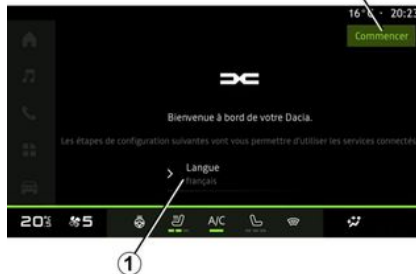 16°C - 20:23
Commencer
Bienvenue à bord de votre Dacia.
Les étapes de configuration suivantes vont vous permettre d'utiliser les services connectés
Langue
français
20°5 5 A/C
1